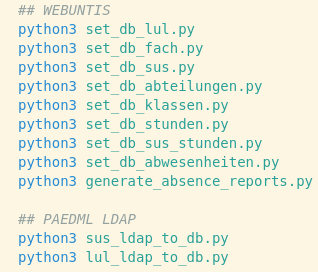 ## WEBUNTIS
python3 set_db_lul.py
python3 set_db_fach.py
python3 set_db_sus.py
python3 set_db_abteilungen.py
python3 set_db_klassen.py
python3 set_db_stunden.py
python3 set_db_sus_stunden.py
python3 set_db_abwesenheiten.py
python3 generate_absence_reports.py

## PAEDML LDAP
python3 sus_ldap_to_db.py
python3 lul_ldap_to_db.py